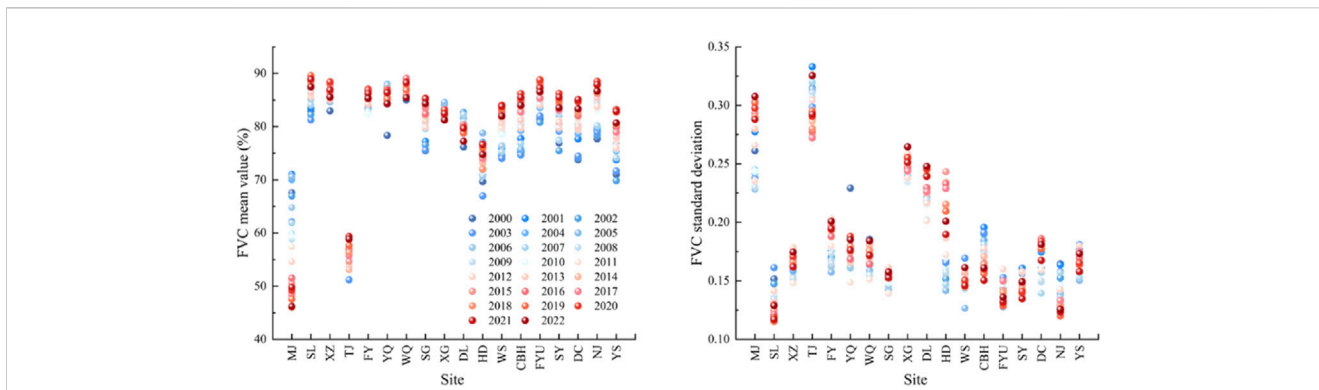 FVC mean value (%)
90
80
70
60
50
40
2000 2001 2002
2003 2004 2005
2006 2007 2008
2009 2010 2011
2012 2013 2014
2015 2016 2017
2018 2019 2020
2021 2022
MJ SL XZ TJ FY YQ WQ SG XG DL HD WS CBH FYU SY DC NJ YS
Site
FVC standard deviation
0.35
0.30
0.25
0.20
0.15
0.10
MJ SL XZ TJ FY YQ WQ SG XG DL HD WS CBH FYU SY DC NJ YS
Site